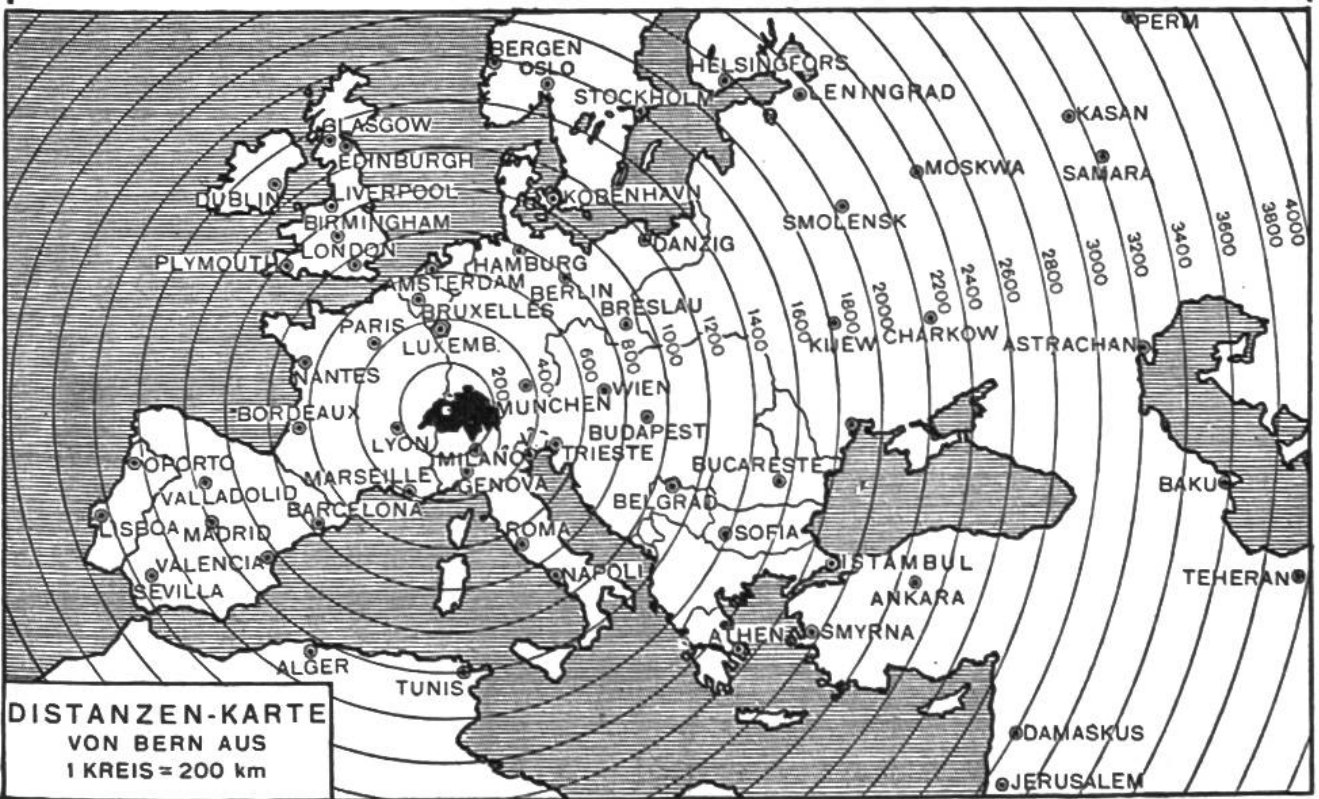 PERM
BERGEN
OSLO
HELSINGFORS
STOCKHOLM
LENINGRAD
KASAN
GLASGOW
EDINBURGH
MOSKWA
SAMARA
DUBLIN
LIVERPOOL
KOBENHAVN
BIRMINGHAM
SMOLENSK
LONDON
DANZIG
PLYMOUTH
HAMBURG
AMSTERDAM
BERLIN
BRUXELLES
BRESLAU
PARIS
LUXEMB.
KIJEW
CHARKOW
ASTRACHAN
200
400
600
800
1000
1200
1400
1600
1800
2000
2200
2400
2600
2800
3000
3200
3400
3600
3800
4000
NANTES
WIEN
MUNCHEN
BORDEAUX
BUDAPEST
LYON
MILANO
V.
TRIESTE
OPORTO
BUCARESTE
MARSEILLE
GENOVA
VALLADOLID
BELGRAD
BAKU
BARCELONA
LISBOA
MADRID
ROMA
SOFIA
VALENCIA
ISTAMBUL
NAPOLI
TEHERAN
SEVILLA
ANKARA
ATHEN
SMYRNA
ALGER
TUNIS
DAMASKUS
JERUSALEM
DISTANZEN-KARTE
VON BERN AUS
1 KREIS = 200 km